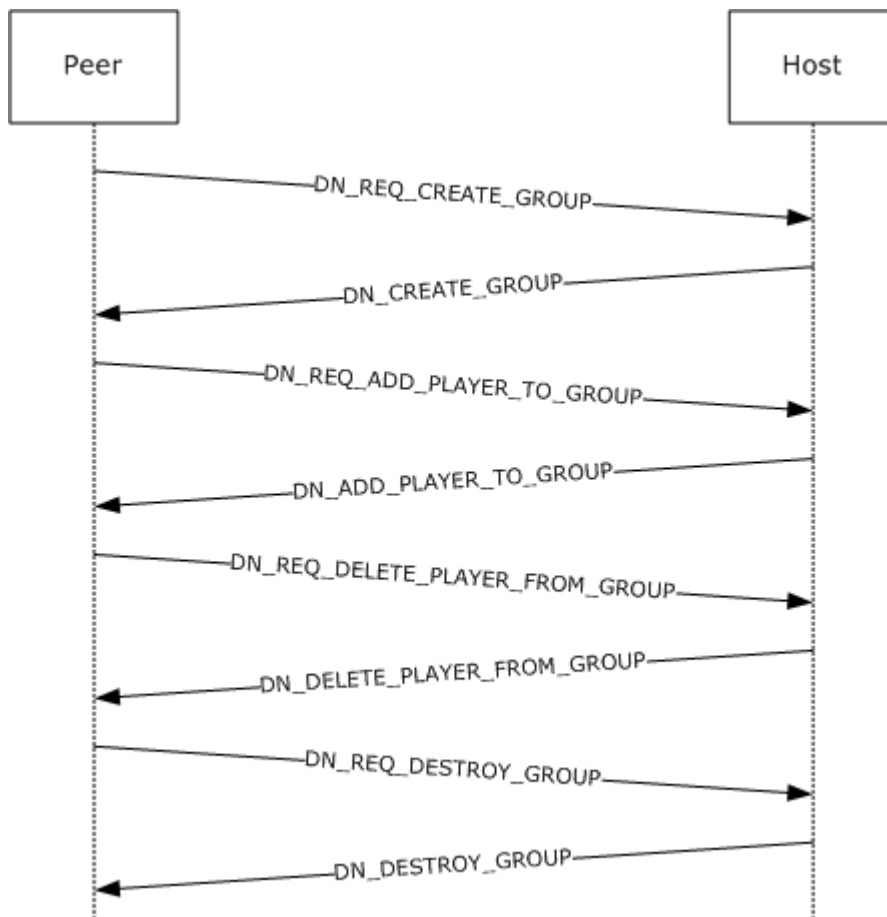 Peer
Host
DN_REQ_CREATE_GROUP
DN_CREATE_GROUP
DN_REQ_ADD_PLAYER_TO_GROUP
DN_ADD_PLAYER_TO_GROUP
DN_REQ_DELETE_PLAYER_FROM_GROUP
DN_DELETE_PLAYER_FROM_GROUP
DN_REQ_DESTROY_GROUP
DN_DESTROY_GROUP